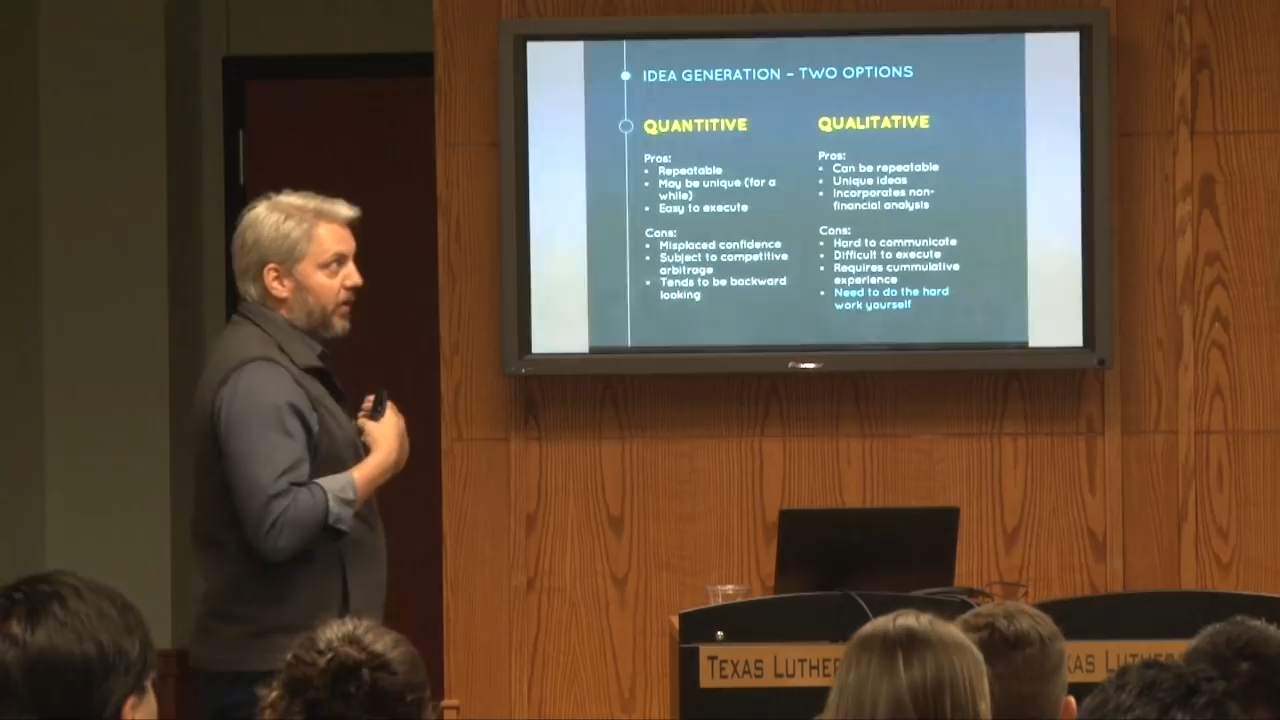 IDEA GENERATION – TWO OPTIONS
QUANTITIVE
Pros:
• Repeatable
• May be unique (for a
while)
• Easy to execute
Cons:
• Misplaced confidence
• Subject to competitive
arbitrage
• Tends to be backward
looking
QUALITATIVE
Pros:
• Can be repeatable
• Unique ideas
• Incorporates non-
financial analysis
Cons:
• Hard to communicate
• Difficult to execute
• Requires cummulative
experience
• Need to do the hard
work yourself
TEXAS LUTHER
KAS LUTH